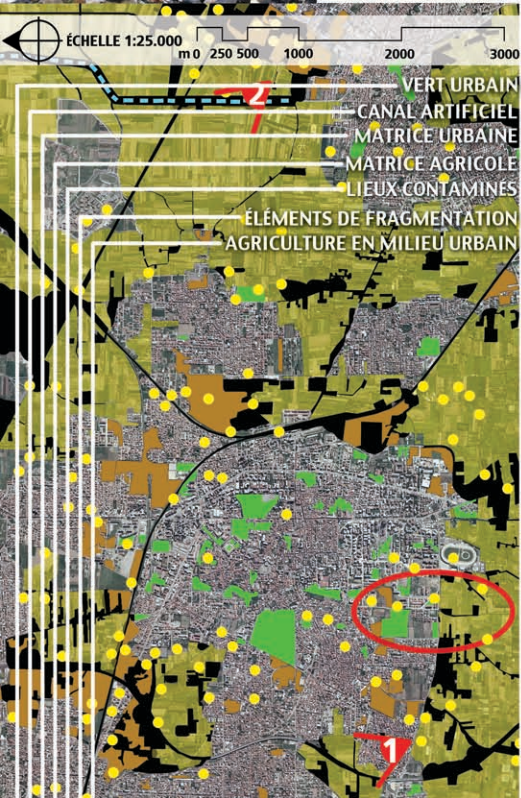 ÉCHELLE 1:25.000
m 0 250 500 1000 2000 3000
2
VERT URBAIN
CANAL ARTIFICIEL
MATRICE URBAINE
MATRICE AGRICOLE
LIEUX CONTAMINÉS
ÉLÉMENTS DE FRAGMENTATION
AGRICULTURE EN MILIEU URBAIN
1